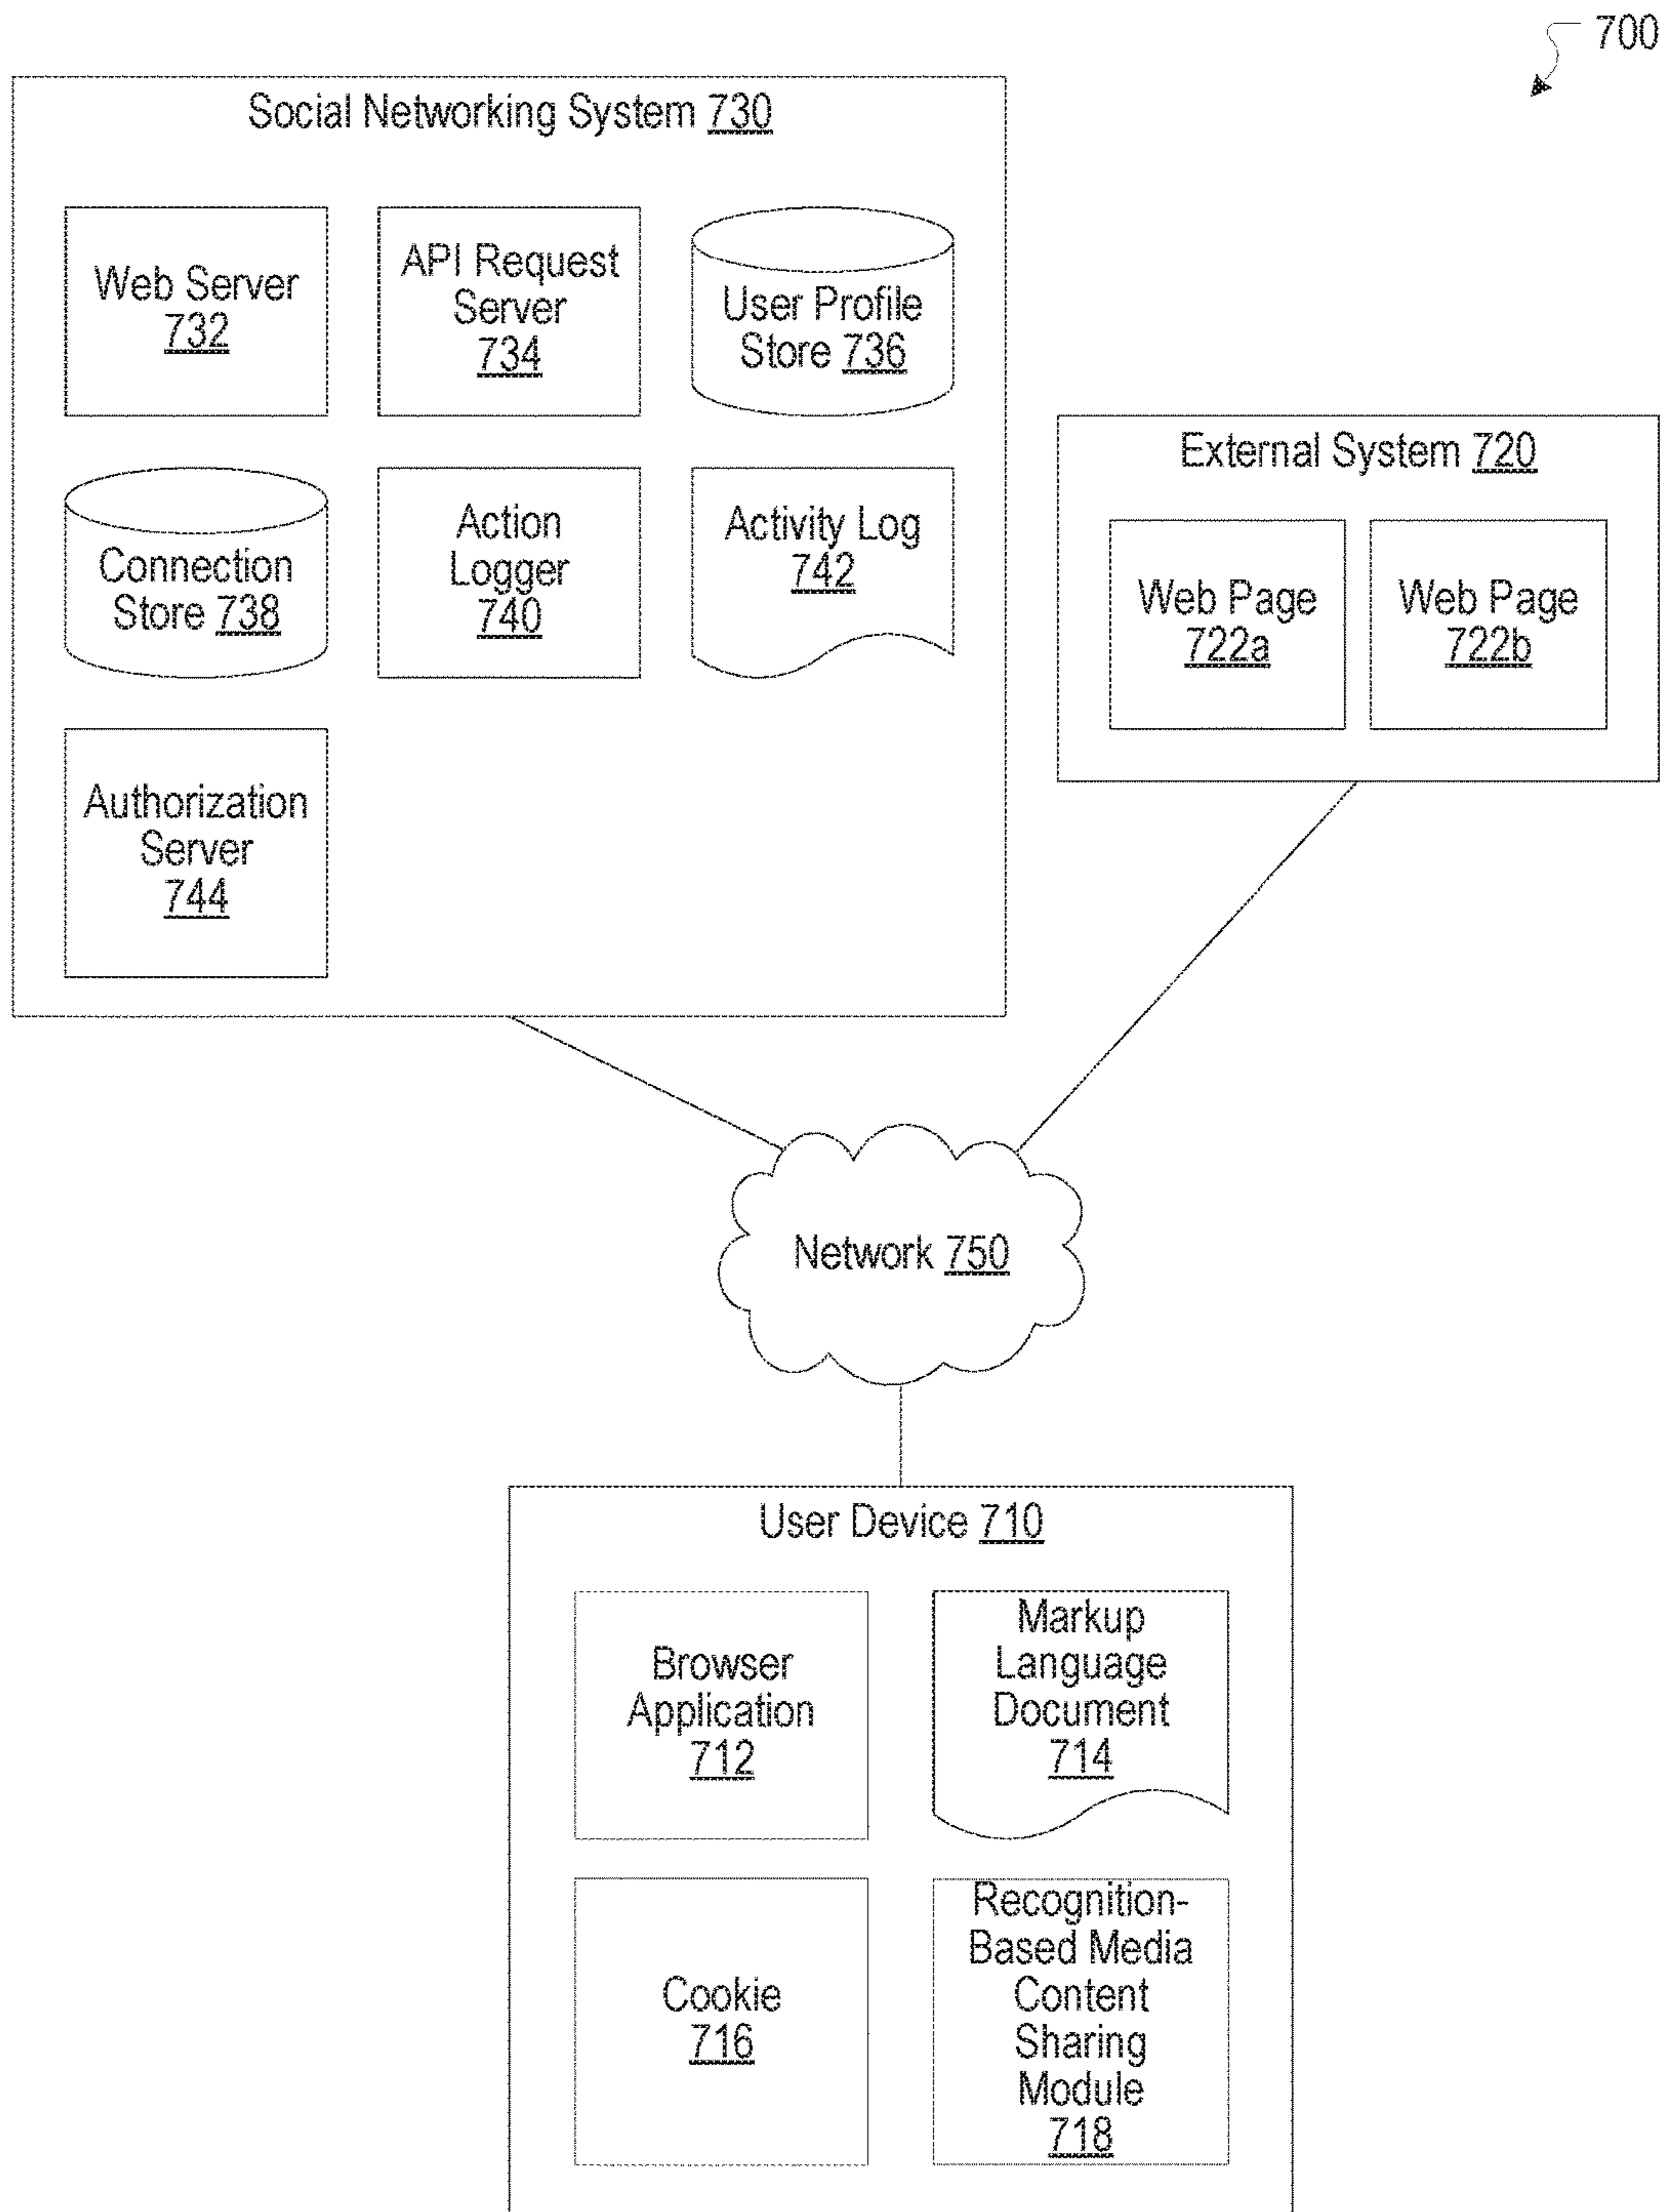 700
Social Networking System 730
Web Server
732
API Request
Server
734
User Profile
Store 736
Connection
Store 738
Action
Logger
740
Activity Log
742
Authorization
Server
744
External System 720
Web Page
722a
Web Page
722b
Network 750
User Device 710
Browser
Application
712
Markup
Language
Document
714
Cookie
716
Recognition-
Based Media
Content
Sharing
Module
718